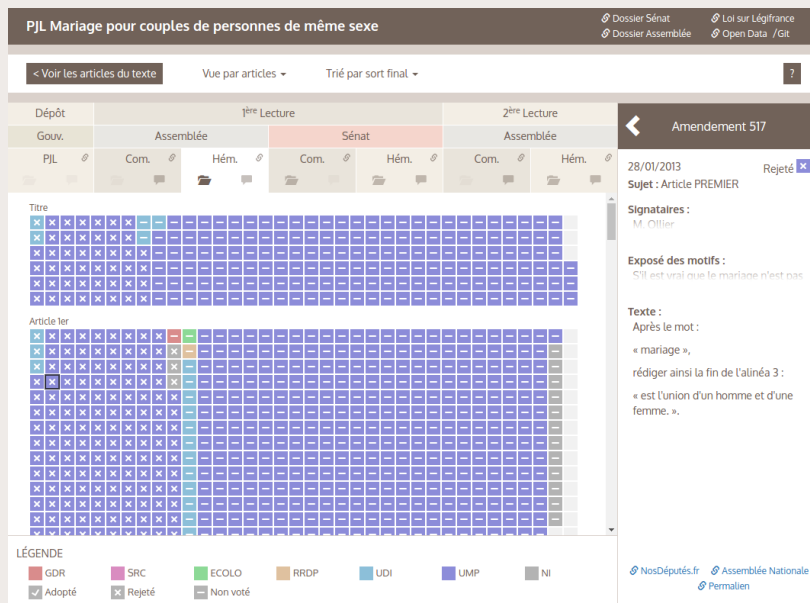 PJL Mariage pour couples de personnes de même sexe
Dossier Sénat Loi sur Légifrance
Dossier Assemblée Open Data /Git
< Voir les articles du texte Vue par articles Trié par sort final ?
Dépôt 1ère Lecture 2ème Lecture
Gouv. Assemblée Sénat Assemblée
PJL Com. Hém. Com. Hém. Com. Hém.
Titre
Article 1er
Amendement 517
28/01/2013 Rejeté
Sujet : Article PREMIER
Signataires :
M. Ollier
Exposé des motifs :
S'il est vrai que le mariage n'est pas
Texte :
Après le mot :
« mariage »,
rédiger ainsi la fin de l'alinéa 3 :
« est l'union d'un homme et d'une
femme. ».
LÉGENDE
GDR SRC ECOLO RRDP UDI UMP NI
Adopté Rejeté Non voté
NosDéputés.fr Assemblée Nationale
Permalien